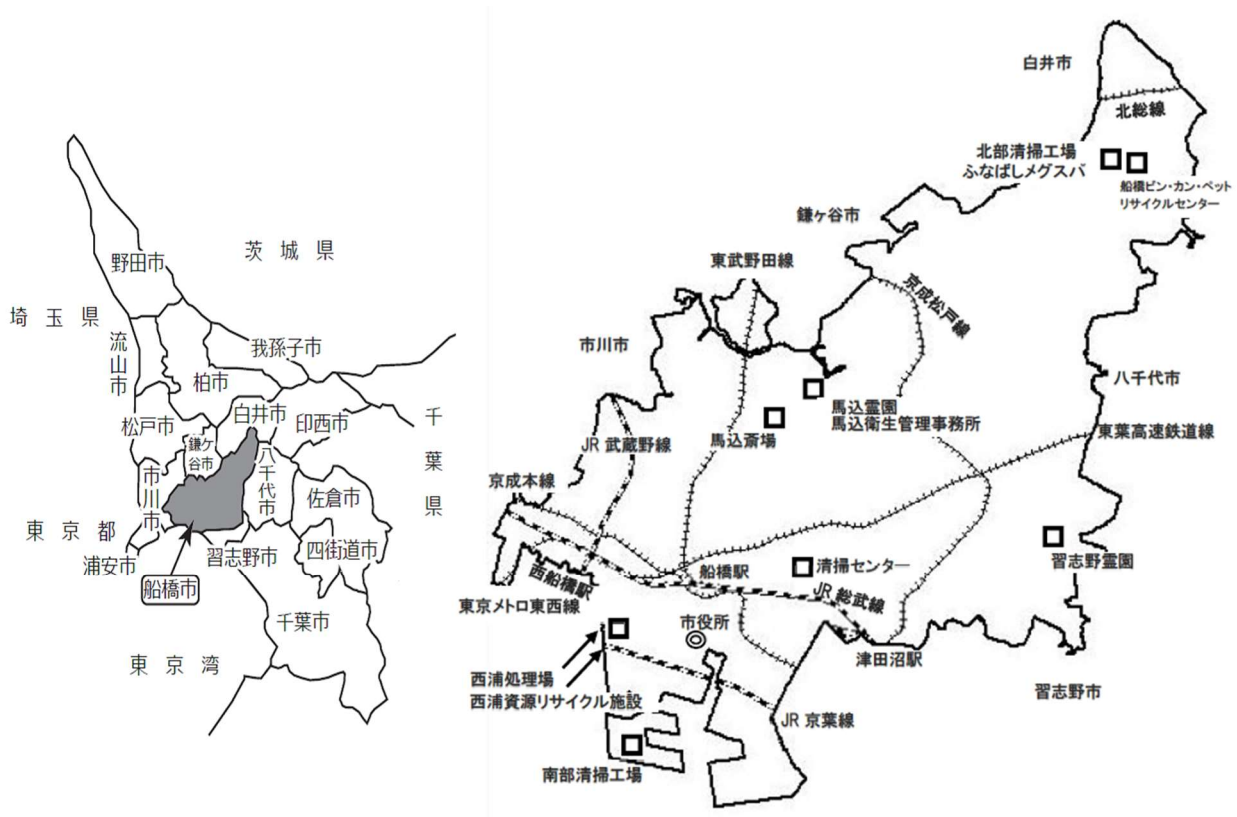 茨城県
野田市
埼玉県
流山市
我孫子市
柏市
白井市
印西市
松戸市
鎌ケ
谷市
千葉県
市川市
八千代市
佐倉市
東京都
浦安市
習志野市
四街道市
船橋市
千葉市
東京湾
白井市
北総線
北部清掃工場
ふなばしメグスパ
船橋ビン・カン・ペット
リサイクルセンター
鎌ヶ谷市
東武野田線
京成松戸線
市川市
八千代市
馬込霊園
馬込衛生管理事務所
馬込斎場
東葉高速鉄道線
JR 武蔵野線
京成本線
習志野霊園
清掃センター
船橋駅
西船橋駅
JR 総武線
東京メトロ東西線
市役所
津田沼駅
西浦処理場
西浦資源リサイクル施設
習志野市
JR 京葉線
南部清掃工場